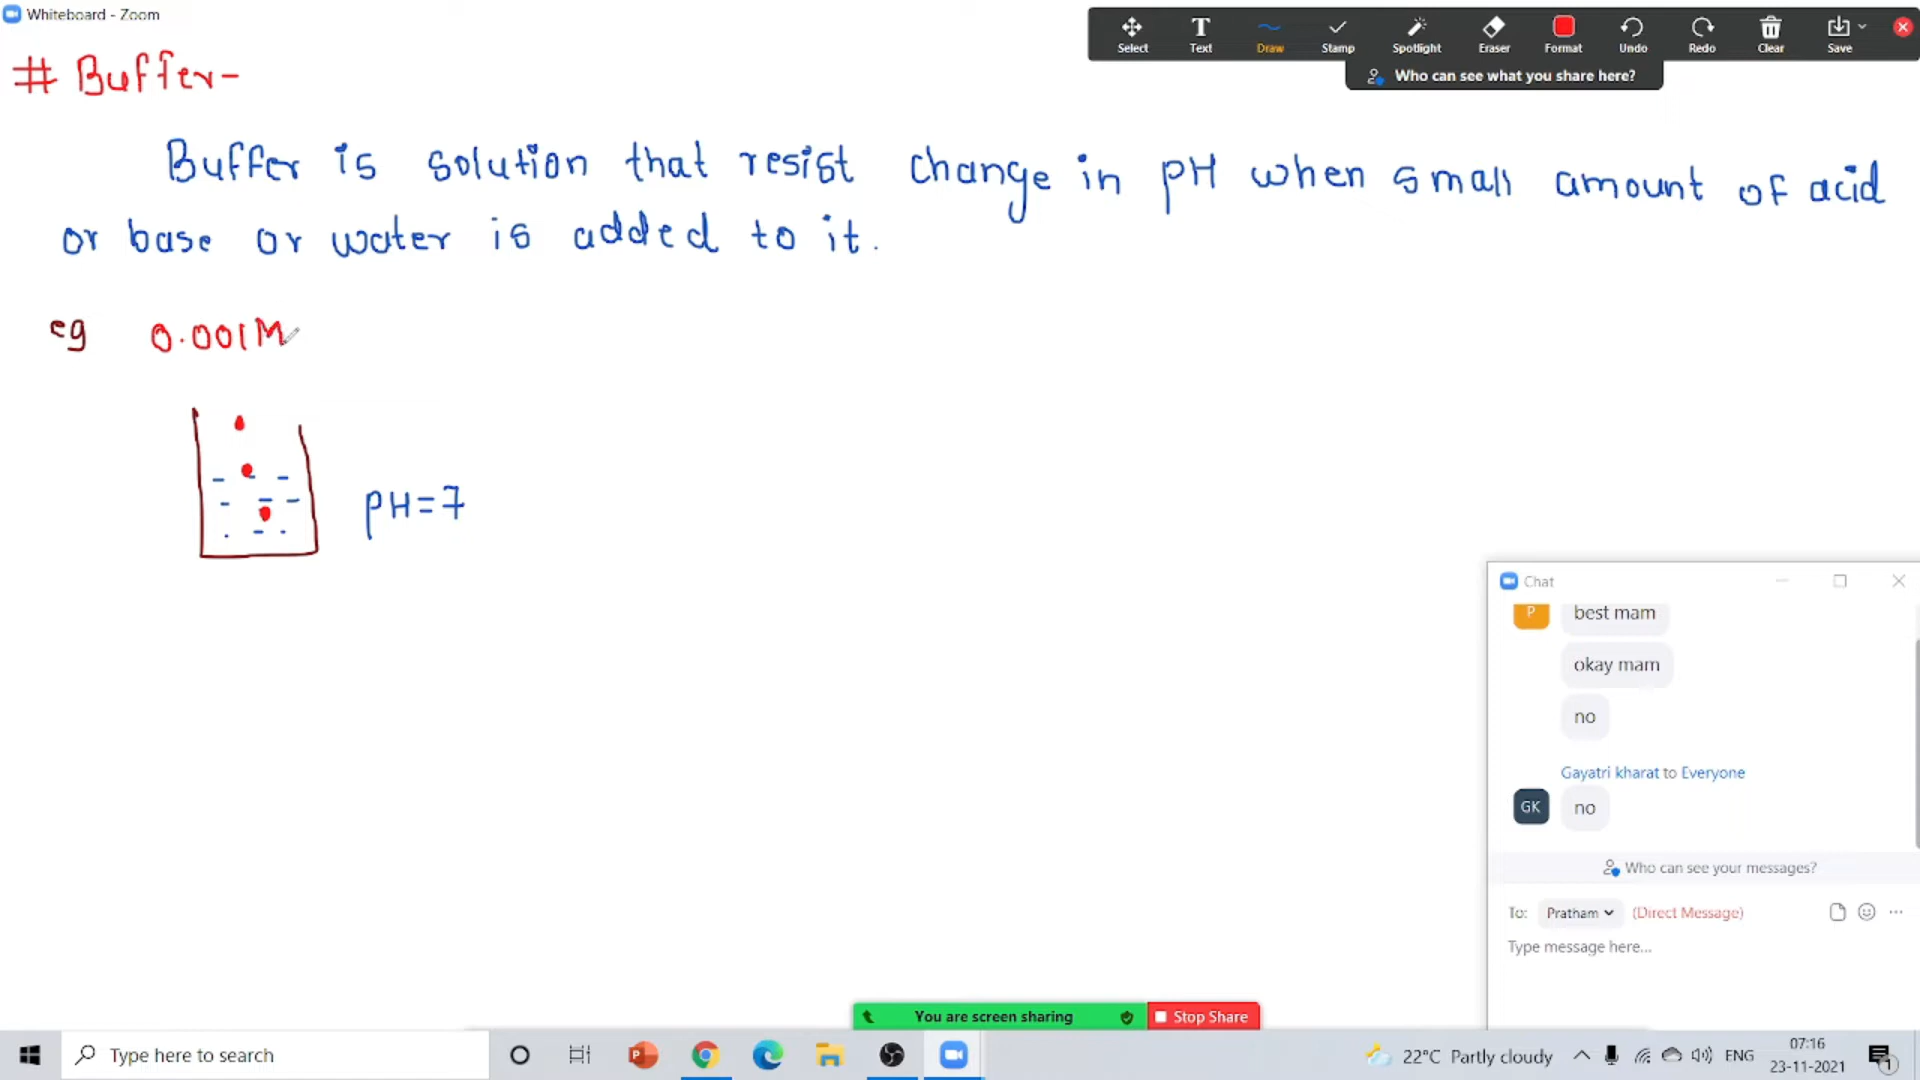 Whiteboard - Zoom
Select Text Draw Stamp Spotlight Eraser Format Undo Redo Clear Save
Who can see what you share here?
# Buffer-
Buffer is solution that resist change in pH when small amount of acid
or base or water is added to it.
eg 0.001M
pH=7
Chat
P best mam
okay mam
no
Gayatri kharat to Everyone
GK no
Who can see your messages?
To: Pratham (Direct Message)
Type message here...
You are screen sharing Stop Share
Type here to search
22°C Partly cloudy ENG 07:16
23-11-2021 1